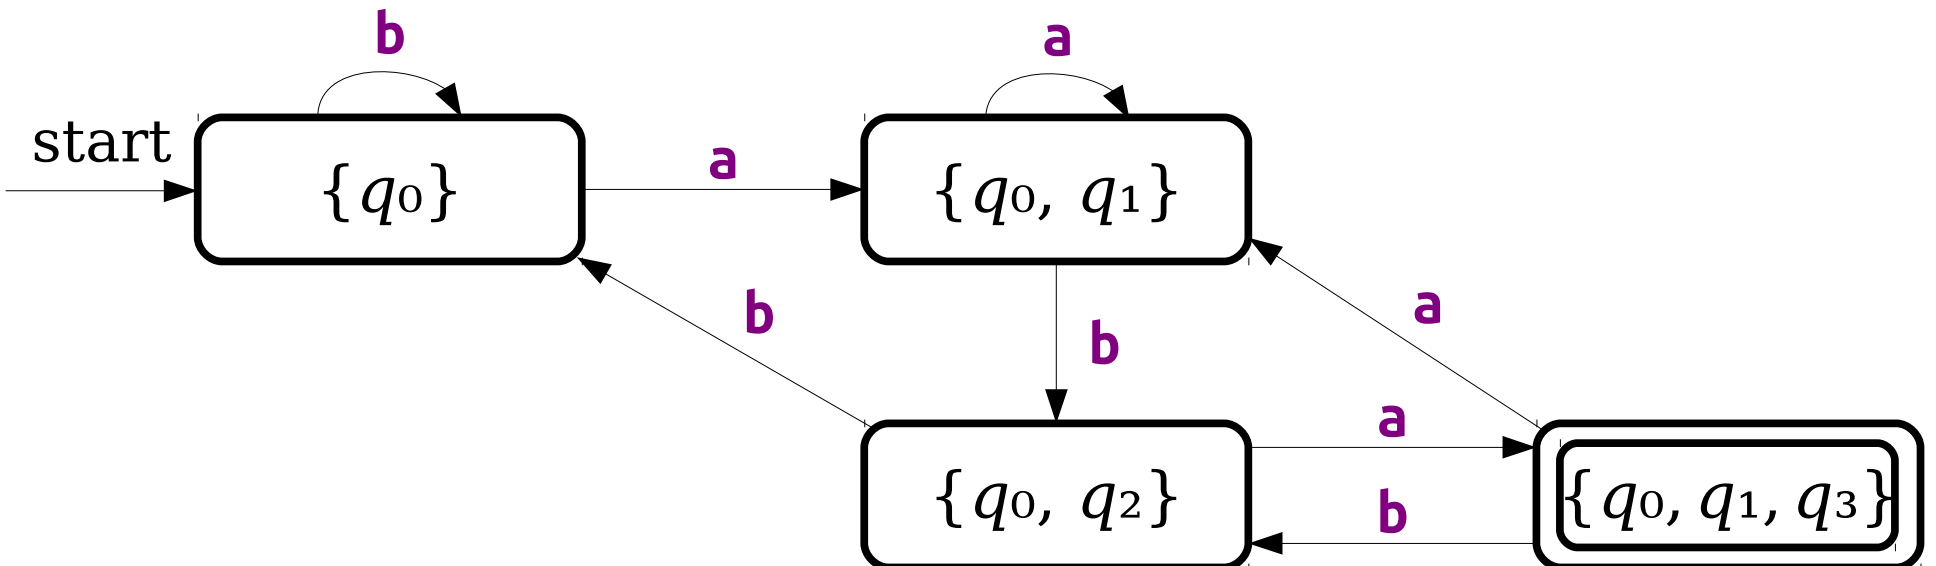 b
a
start
a
{q₀}
{q₀, q₁}
b
a
b
a
{q₀, q₂}
{q₀, q₁, q₃}
b